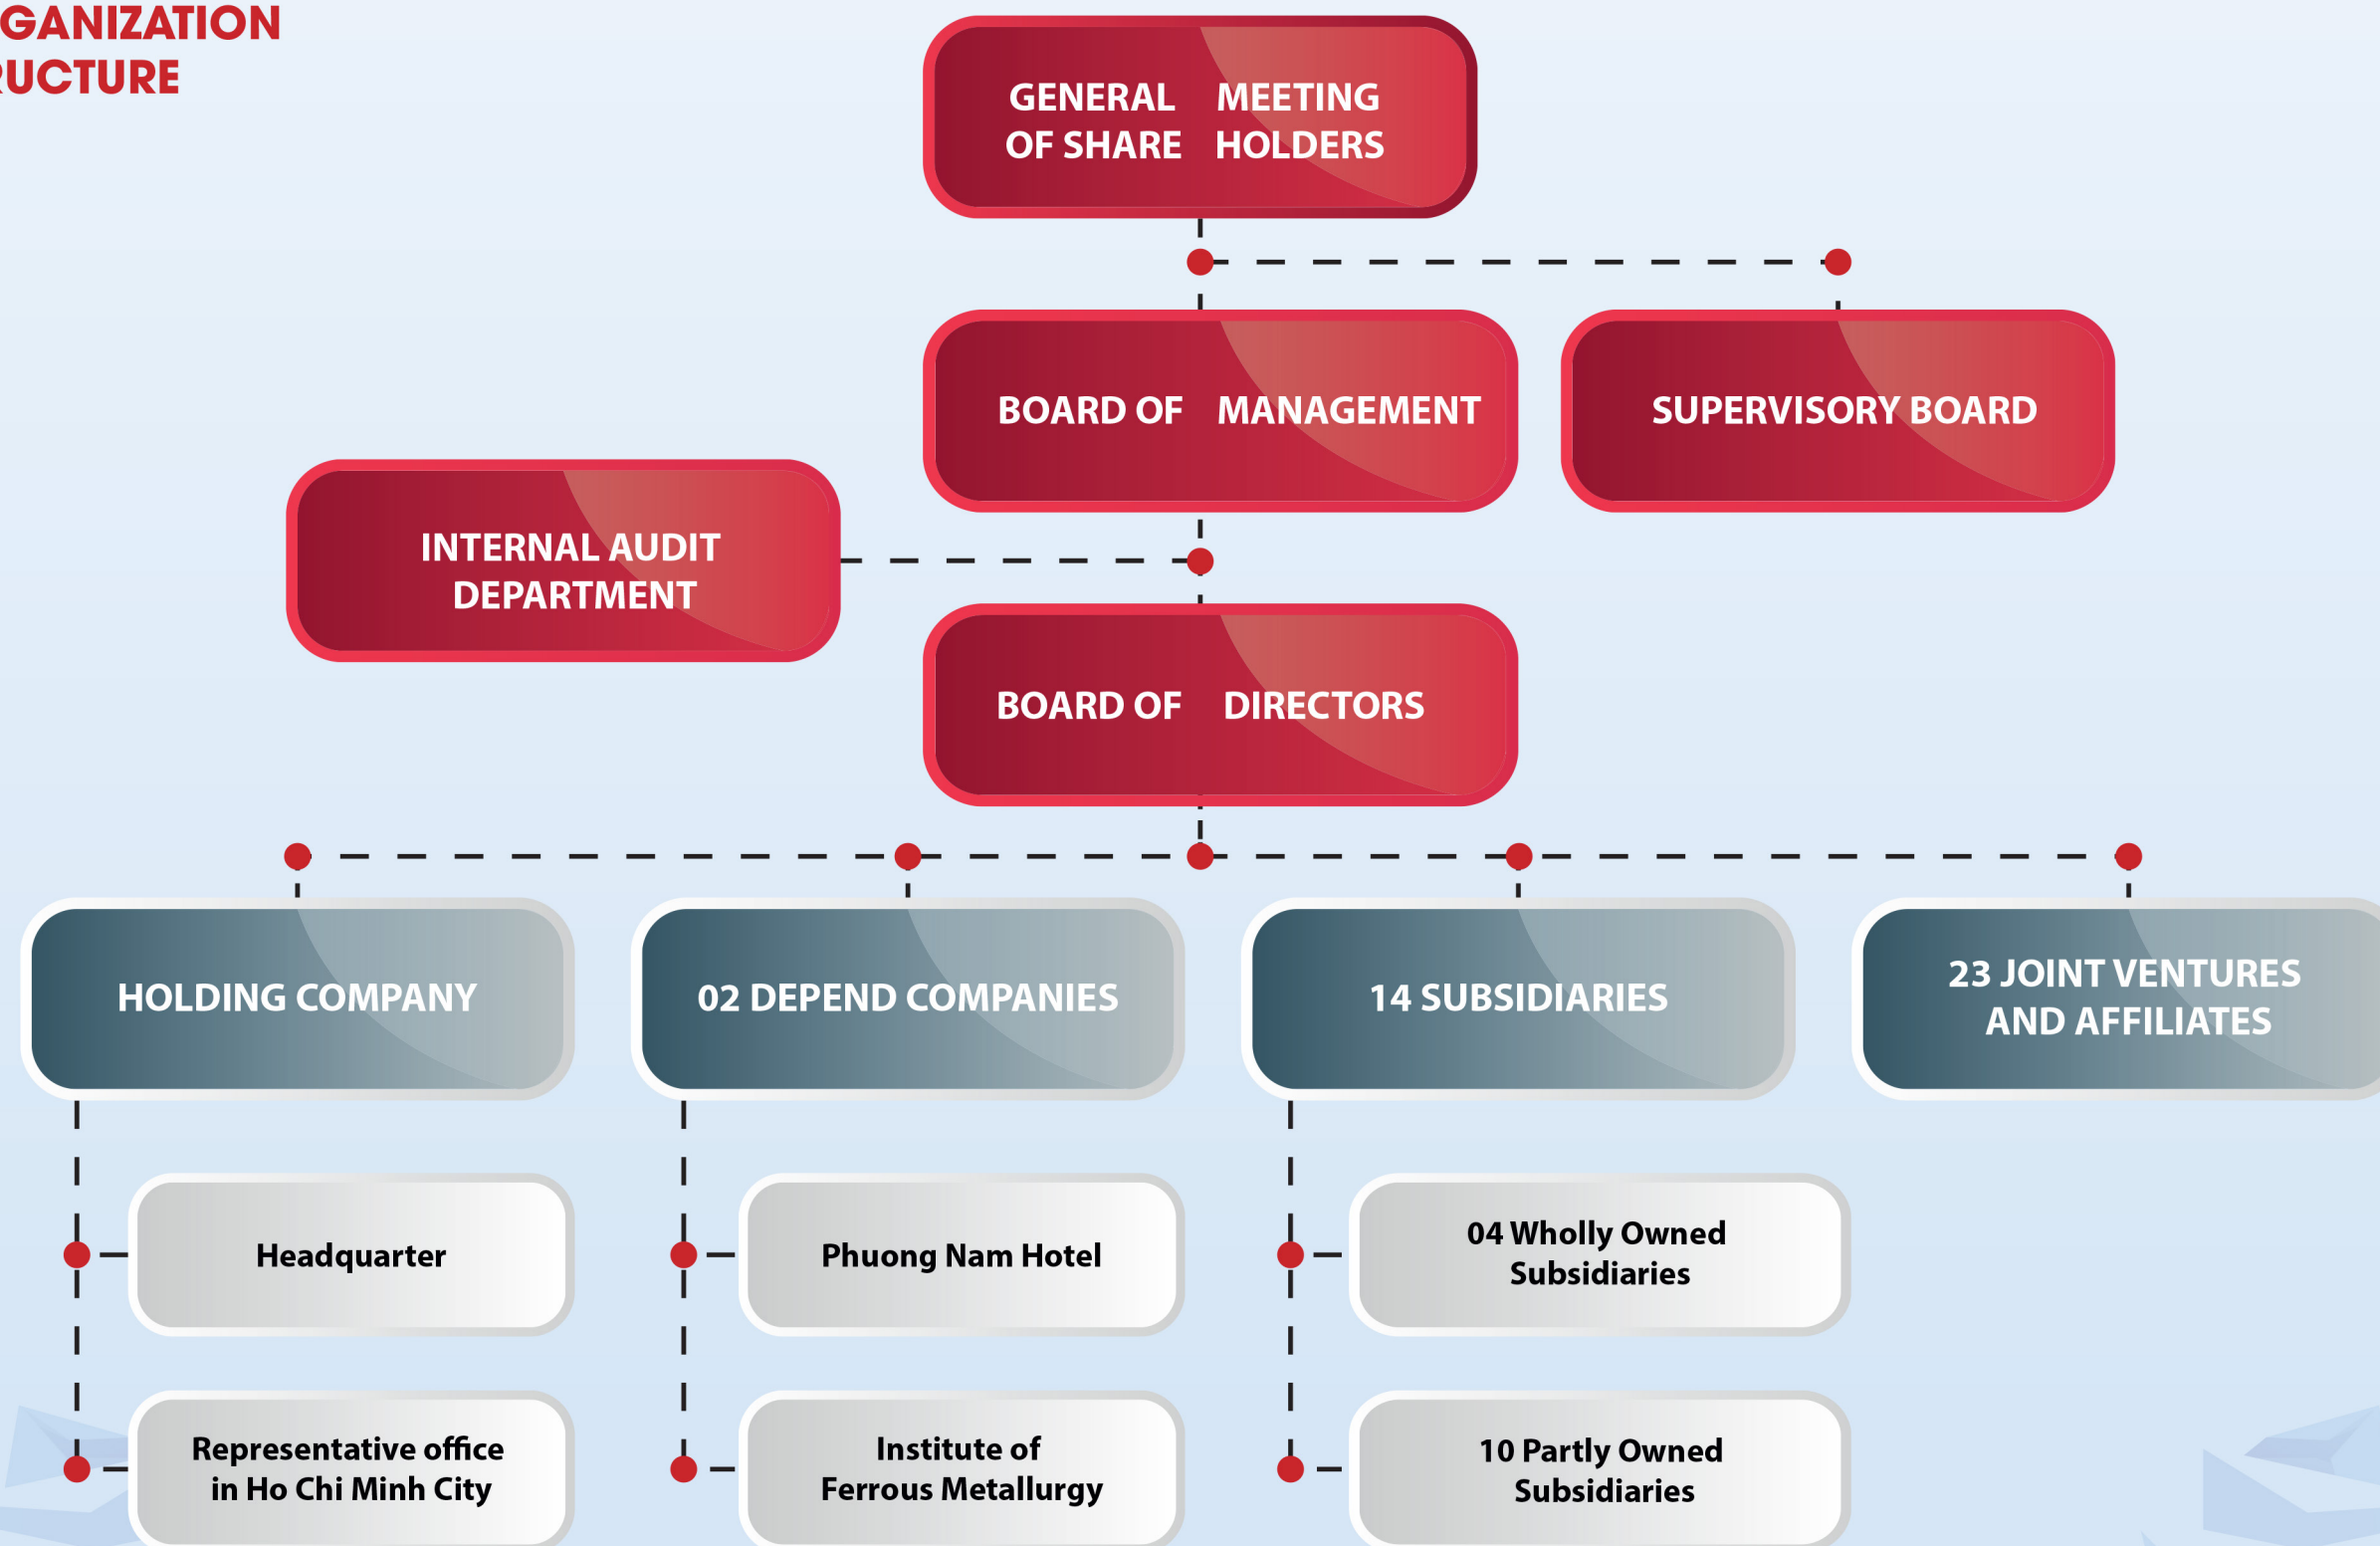 GANIZATION
UCTURE
GENERAL MEETING
OF SHARE HOLDERS
BOARD OF MANAGEMENT
SUPERVISORY BOARD
INTERNAL AUDIT
DEPARTMENT
BOARD OF DIRECTORS
HOLDING COMPANY
02 DEPEND COMPANIES
14 SUBSIDIARIES
23 JOINT VENTURES
AND AFFILIATES
Headquarter
Phuong Nam Hotel
04 Wholly Owned
Subsidiaries
Representative office
in Ho Chi Minh City
Institute of
Ferrous Metallurgy
10 Partly Owned
Subsidiaries